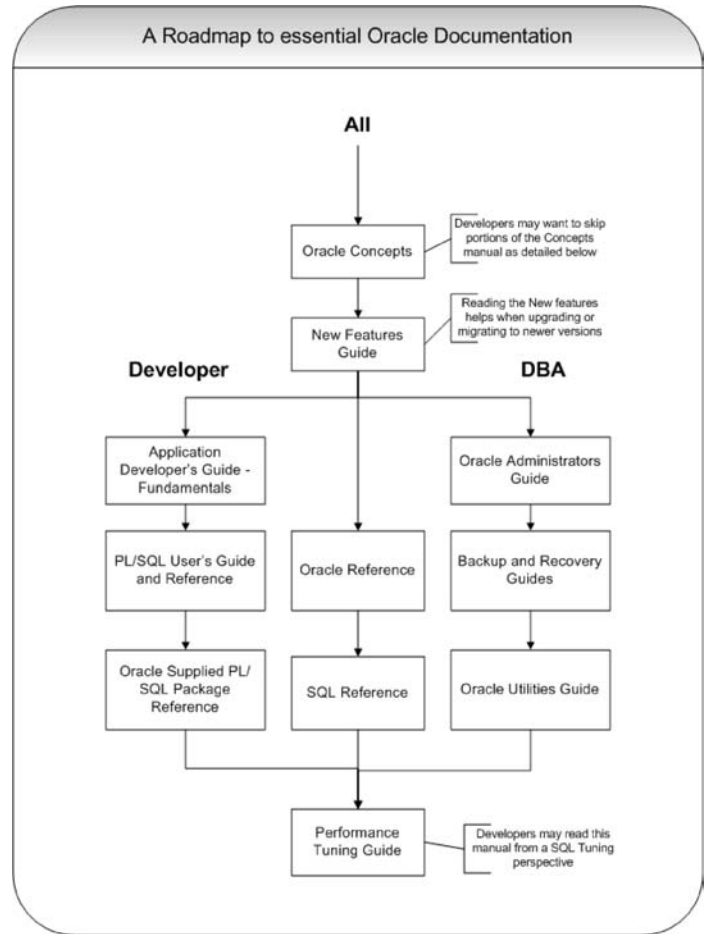 A Roadmap to essential Oracle Documentation
All
Oracle Concepts
Developers may want to skip
portions of the Concepts
manual as detailed below
New Features
Guide
Reading the New features
helps when upgrading or
migrating to newer versions
Developer
DBA
Application
Developer's Guide -
Fundamentals
Oracle Administrators
Guide
PL/SQL User's Guide
and Reference
Oracle Reference
Backup and Recovery
Guides
Oracle Supplied PL/
SQL Package
Reference
SQL Reference
Oracle Utilities Guide
Performance
Tuning Guide
Developers may read this
manual from a SQL Tuning
perspective